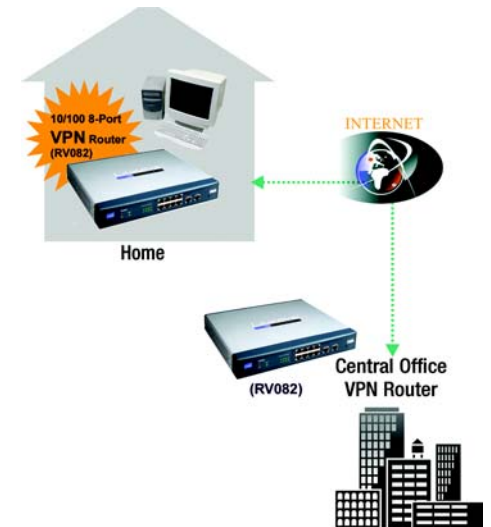 10/100 8-Port
VPN Router
(RV082)
INTERNET
Home
(RV082)
Central Office
VPN Router